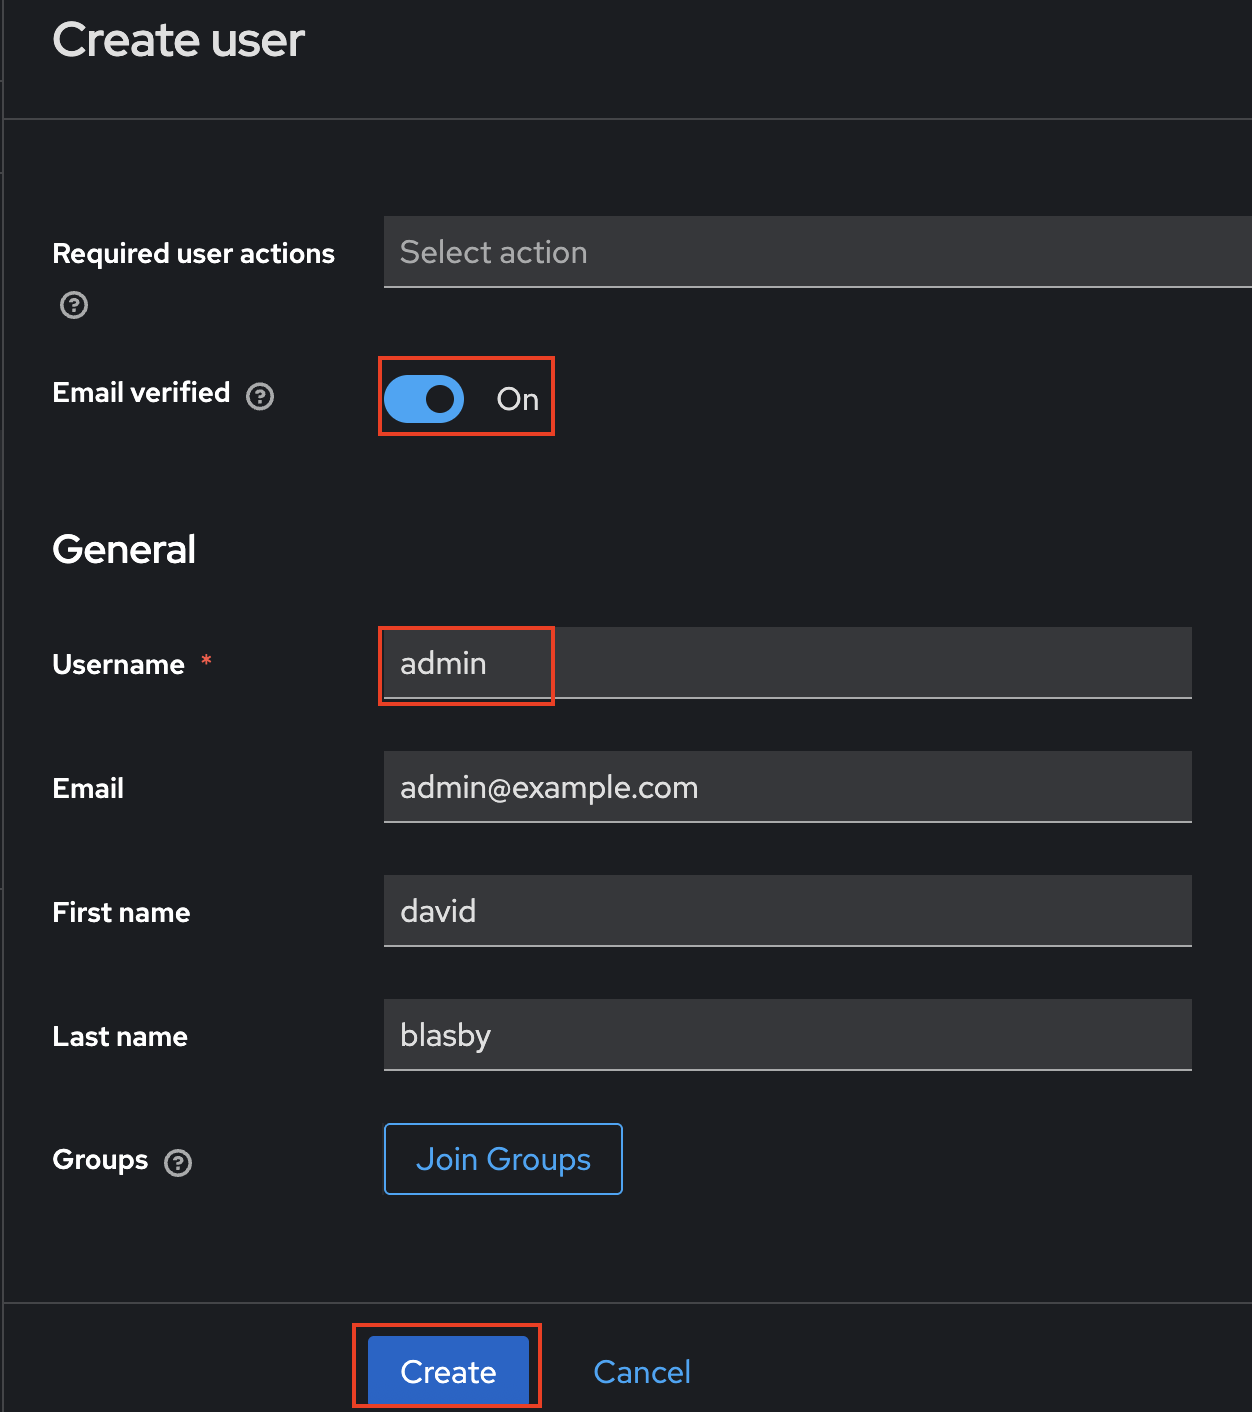 Create user
Required user actions
Select action
Email verified
On
General
Username *
admin
Email
admin@example.com
First name
david
Last name
blasby
Groups
Join Groups
Create
Cancel